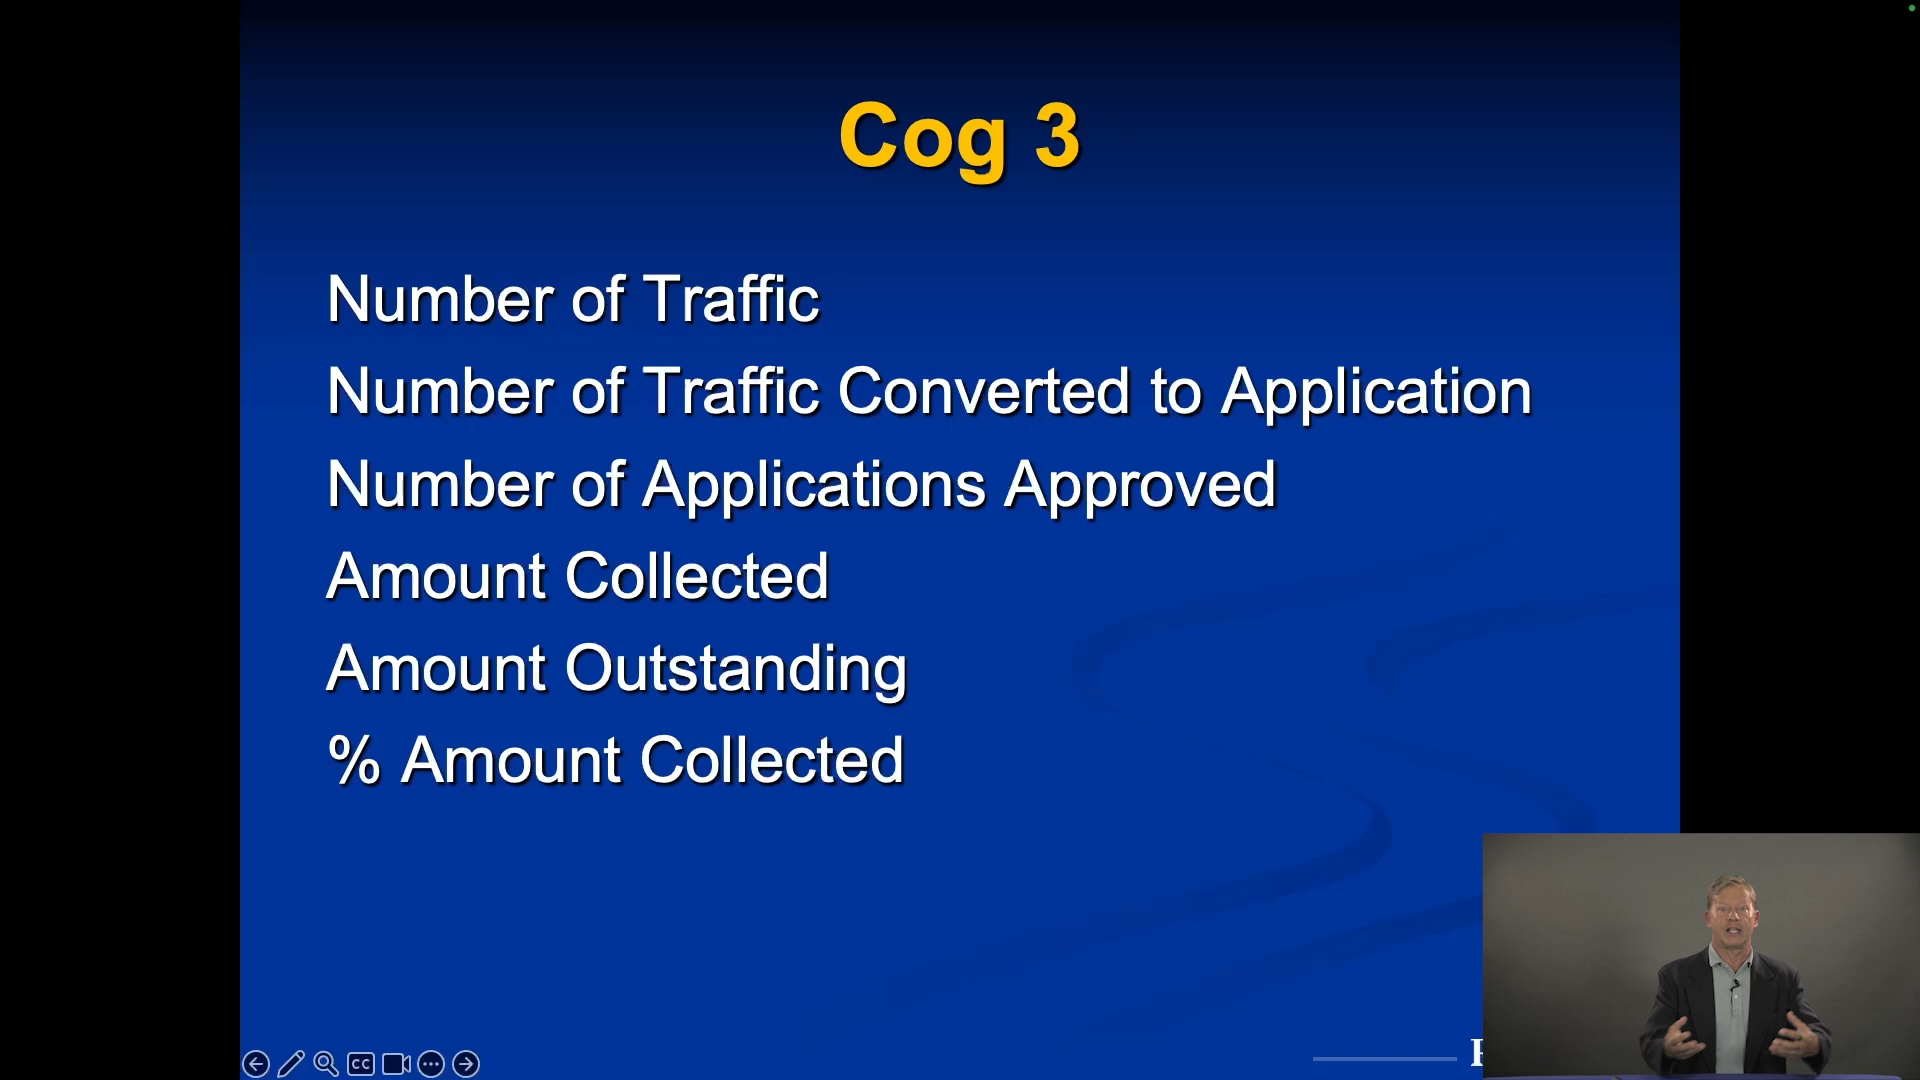 Cog 3
Number of Traffic
Number of Traffic Converted to Application
Number of Applications Approved
Amount Collected
Amount Outstanding
% Amount Collected
CC